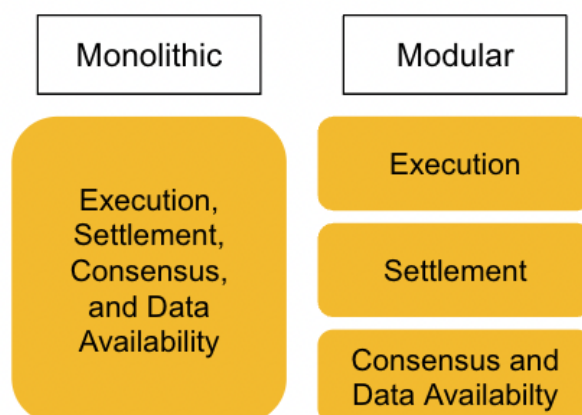 Monolithic
Modular
Execution,
Settlement,
Consensus,
and Data
Availability
Execution
Settlement
Consensus and
Data Availabilty